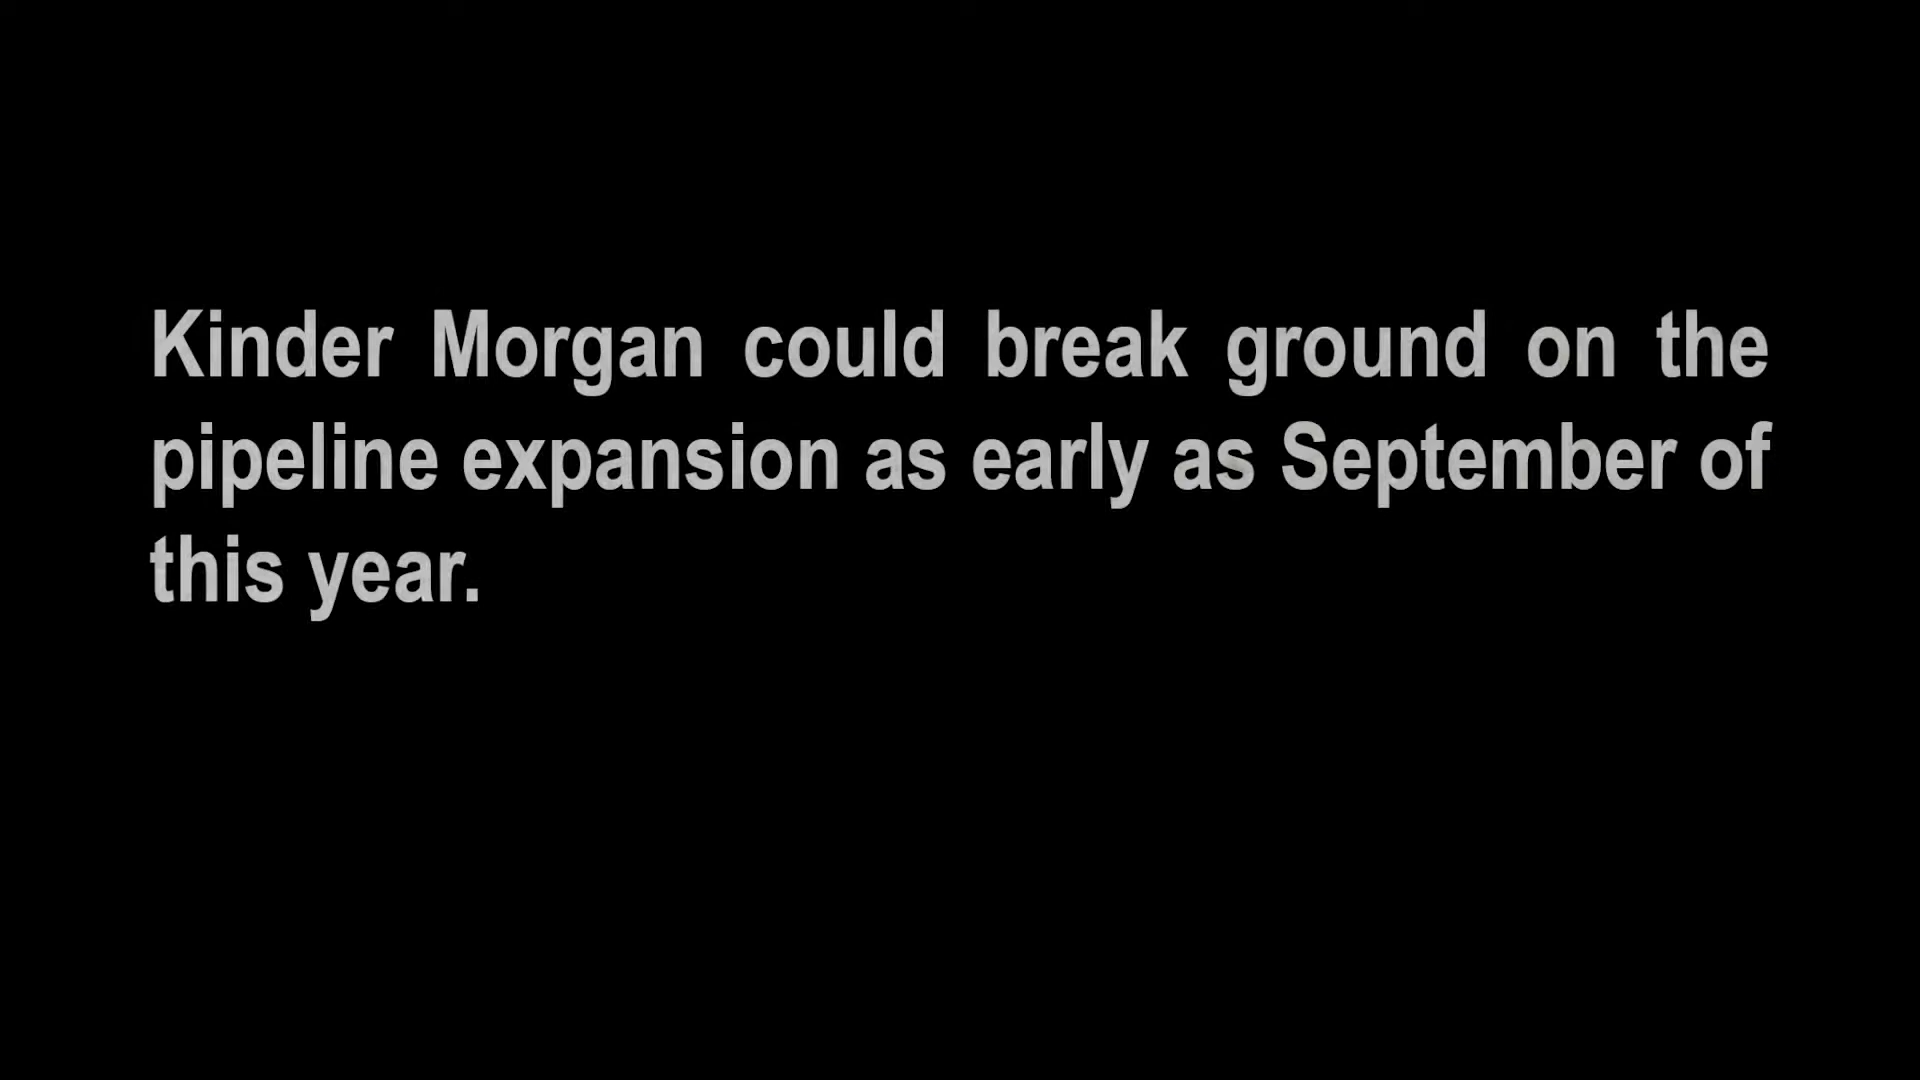 Kinder Morgan could break ground on the
pipeline expansion as early as September of
this year.